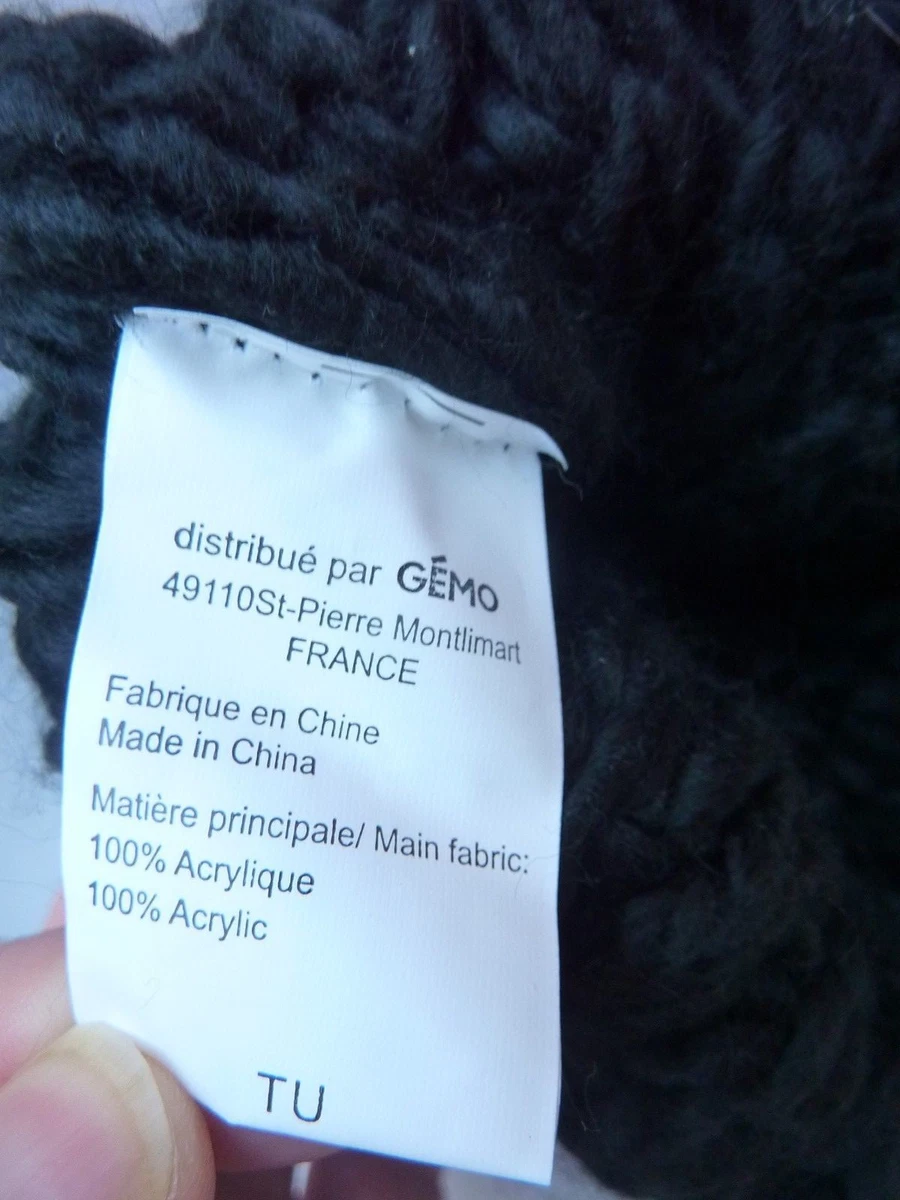 distribué par GÉMO
49110St-Pierre Montlimart
FRANCE
Fabrique en Chine
Made in China
Matière principale/ Main fabric:
100% Acrylique
100% Acrylic
TU